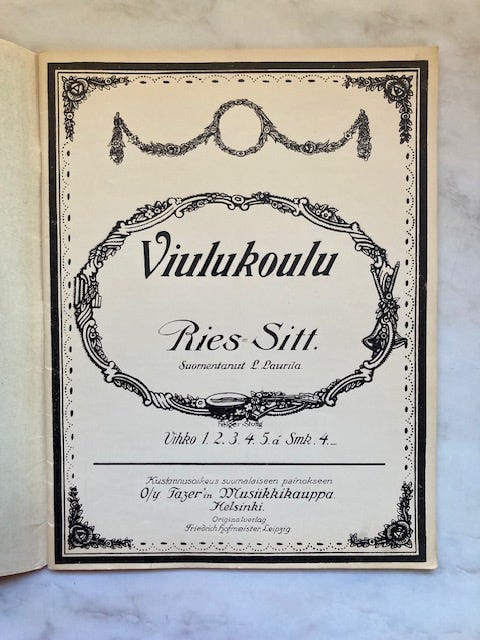 Viulukoulu
Ries-Sitt.
Suomentanut L. Laurila.
Vihko 1. 2. 3. 4. 5. á Smk. 4._
Kustannusoikeus suomalaiseen painokseen
O/y Fazer'in Musiikkikauppa.
Helsinki.
Originalverlag
Friedrich Hofmeister, Leipzig.